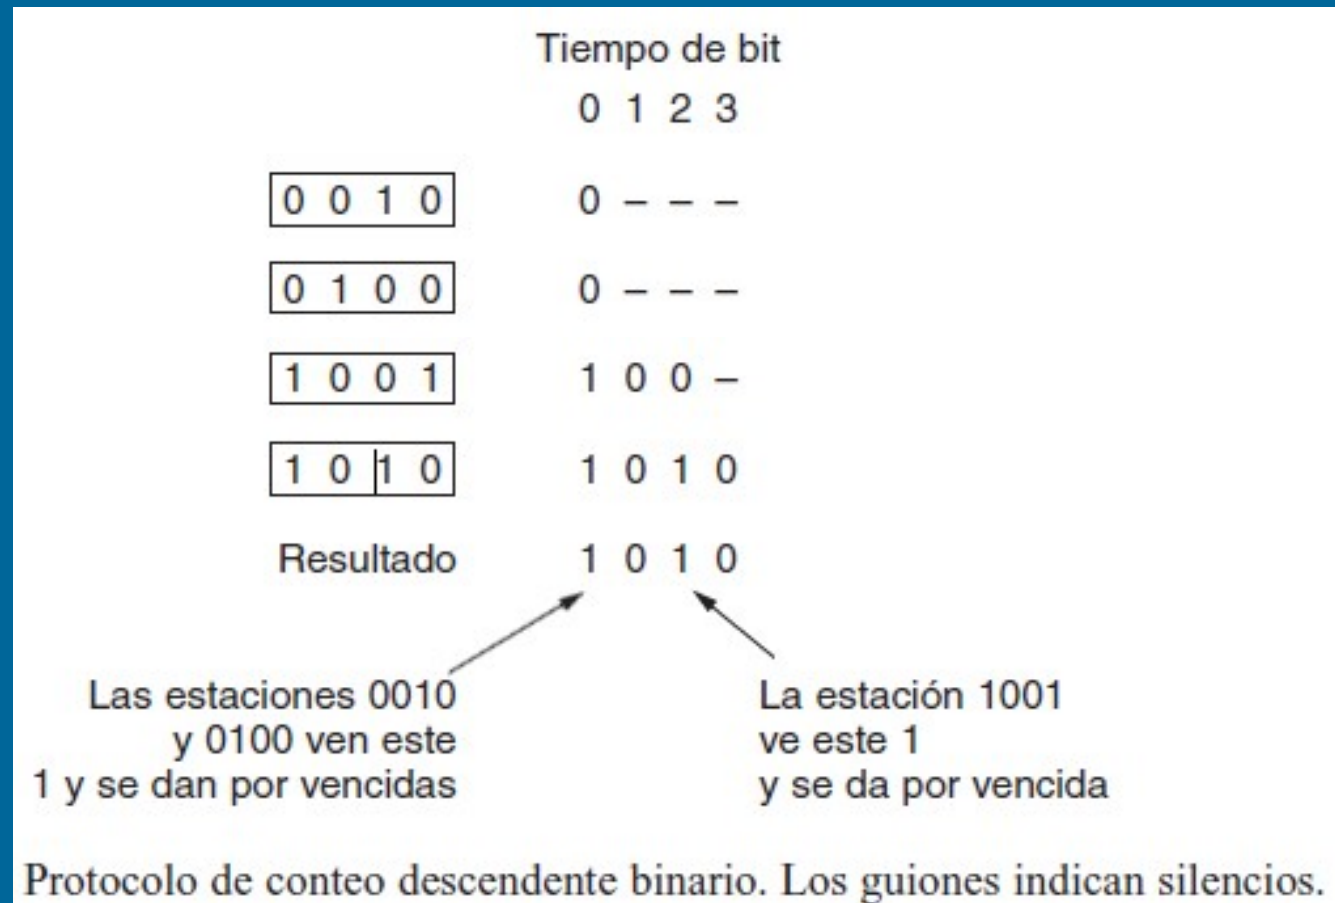 Tiempo de bit
0 1 2 3
0 0 1 0 0 – – –
0 1 0 0 0 – – –
1 0 0 1 1 0 0 –
1 0 1 0 1 0 1 0
Resultado 1 0 1 0
Las estaciones 0010
y 0100 ven este
1 y se dan por vencidas
La estación 1001
ve este 1
y se da por vencida
Protocolo de conteo descendente binario. Los guiones indican silencios.